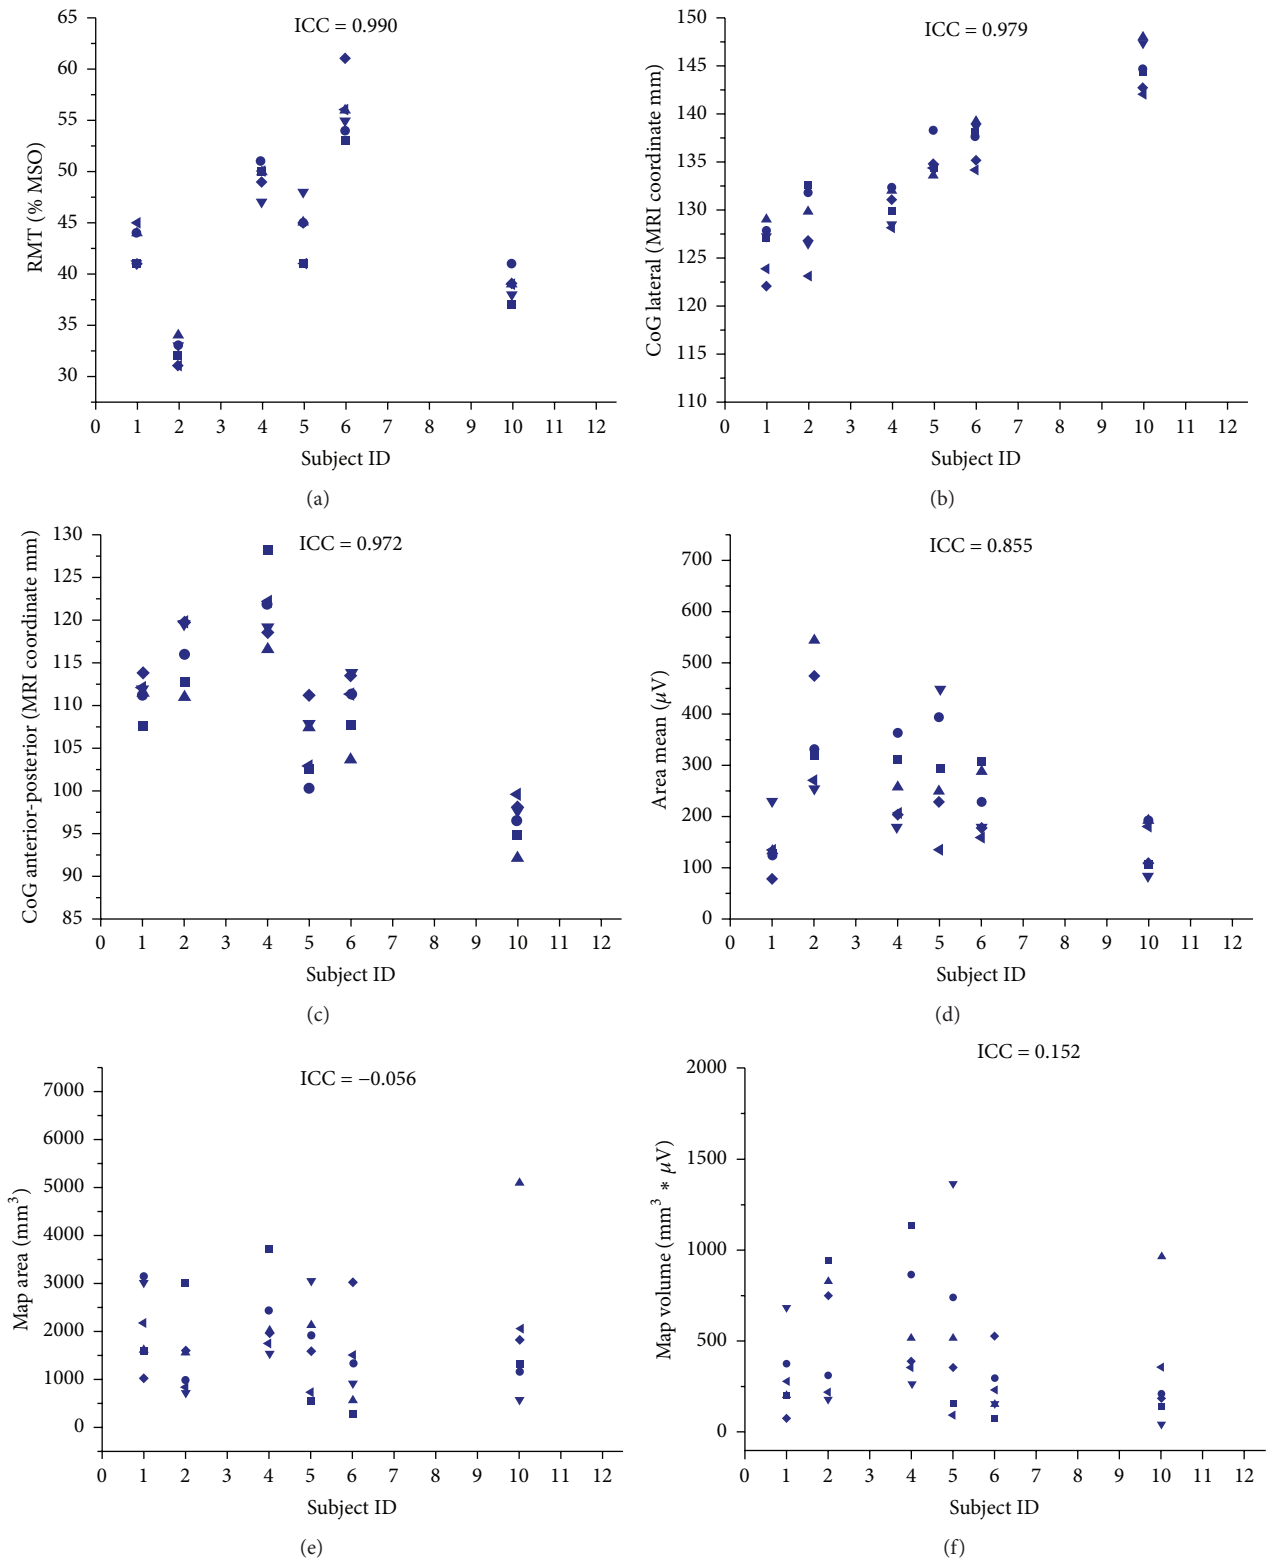 ICC = 0.990
RMT (% MSO)
65
60
55
50
45
40
35
30
0 1 2 3 4 5 6 7 8 9 10 11 12
Subject ID
(a)
ICC = 0.979
CoG lateral (MRI coordinate mm)
150
145
140
135
130
125
120
115
110
0 1 2 3 4 5 6 7 8 9 10 11 12
Subject ID
(b)
ICC = 0.972
CoG anterior-posterior (MRI coordinate mm)
130
125
120
115
110
105
100
95
90
85
0 1 2 3 4 5 6 7 8 9 10 11 12
Subject ID
(c)
ICC = 0.855
Area mean (μV)
700
600
500
400
300
200
100
0
0 1 2 3 4 5 6 7 8 9 10 11 12
Subject ID
(d)
ICC = −0.056
Map area (mm³)
7000
6000
5000
4000
3000
2000
1000
0
0 1 2 3 4 5 6 7 8 9 10 11 12
Subject ID
(e)
ICC = 0.152
Map volume (mm³ * μV)
2000
1500
1000
500
0
0 1 2 3 4 5 6 7 8 9 10 11 12
Subject ID
(f)